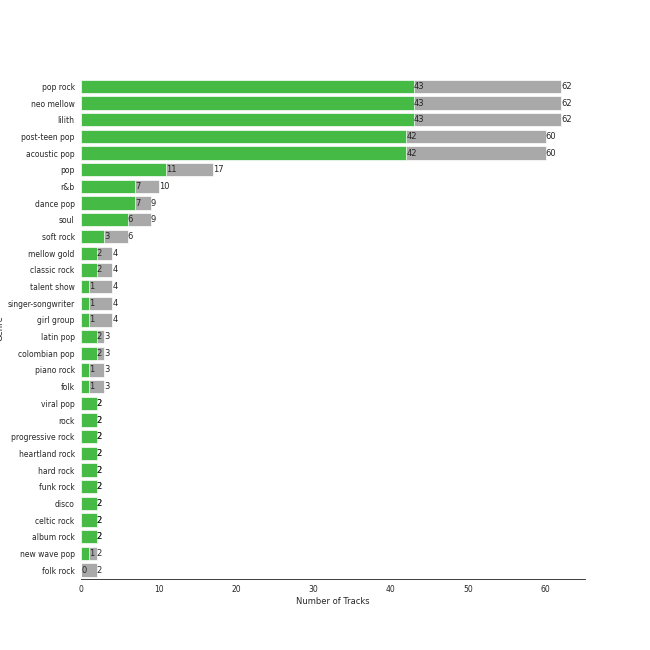 pop rock 43 62
neo mellow 43 62
lilith 43 62
post-teen pop 42 60
acoustic pop 42 60
pop 11 17
r&b 7 10
dance pop 7 9
soul 6 9
soft rock 3 6
mellow gold 2 4
classic rock 2 4
talent show 1 4
singer-songwriter 1 4
girl group 1 4
latin pop 2 3
colombian pop 2 3
piano rock 1 3
folk 1 3
viral pop 2
rock 2
progressive rock 2
heartland rock 2
hard rock 2
funk rock 2
disco 2
celtic rock 2
album rock 2
new wave pop 1 2
folk rock 0 2
0 10 20 30 40 50 60
Number of Tracks